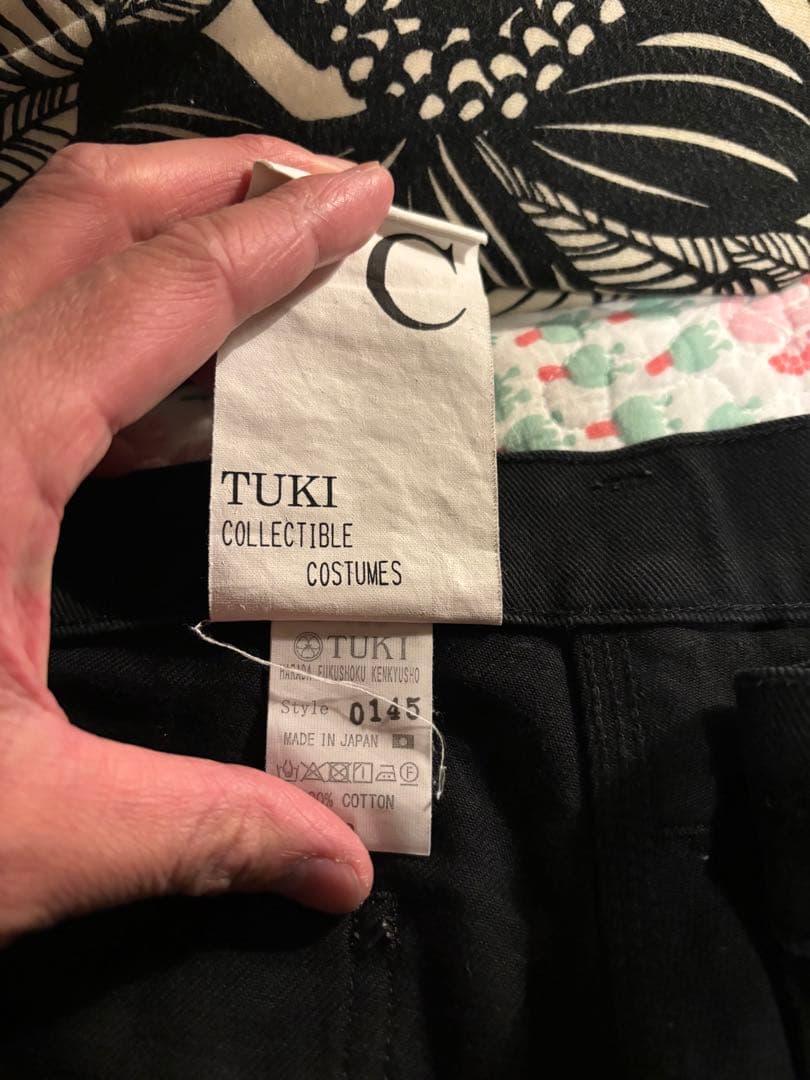 C
TUKI
COLLECTIBLE
COSTUMES
TUKI
HARADA FUKUSHOKU KENKYUSHO
Style 0145
MADE IN JAPAN
F
COTTON